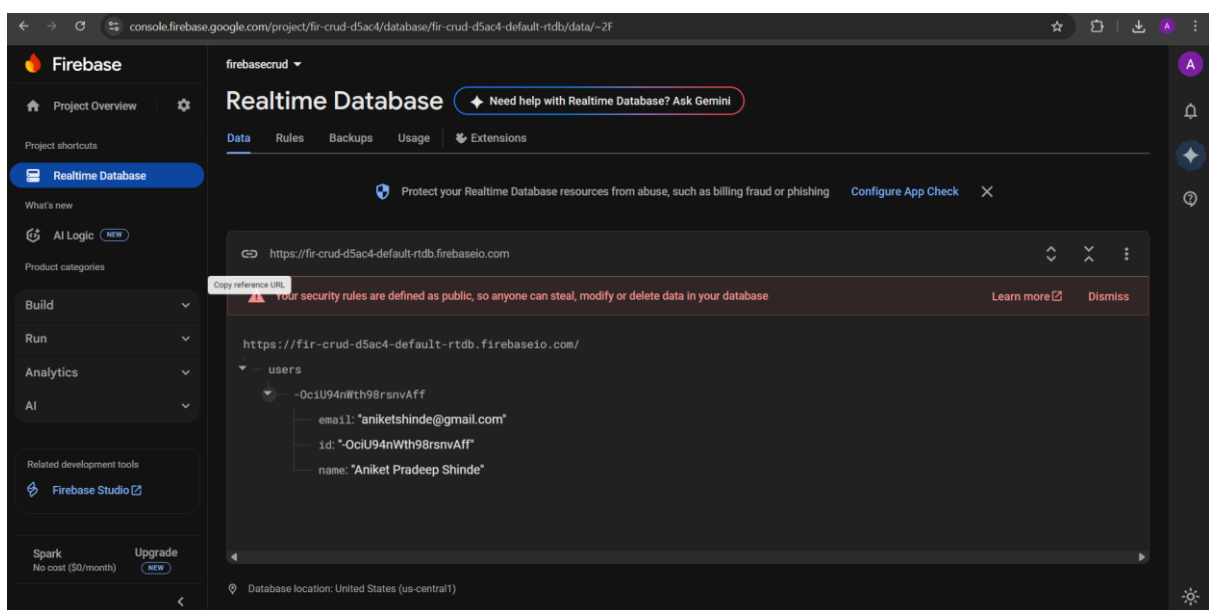 console.firebase.google.com/project/fir-crud-d5ac4/database/fir-crud-d5ac4-default-rtdb/data/~2F
A
Firebase
firebasecrud
A
Project Overview
Realtime Database
Need help with Realtime Database? Ask Gemini
Data Rules Backups Usage Extensions
Project shortcuts
Realtime Database
Protect your Realtime Database resources from abuse, such as billing fraud or phishing Configure App Check
What's new
AI Logic NEW
https://fir-crud-d5ac4-default-rtdb.firebaseio.com
Product categories
Copy reference URL
Your security rules are defined as public, so anyone can steal, modify or delete data in your database Learn more Dismiss
Build
Run
Analytics
AI
https://fir-crud-d5ac4-default-rtdb.firebaseio.com/
users
-OciU94nWth98rsnvAff
email: "aniketshinde@gmail.com"
id: "-OciU94nWth98rsnvAff"
name: "Aniket Pradeep Shinde"
Related development tools
Firebase Studio
Spark
No cost ($0/month)
Upgrade
NEW
Database location: United States (us-central1)